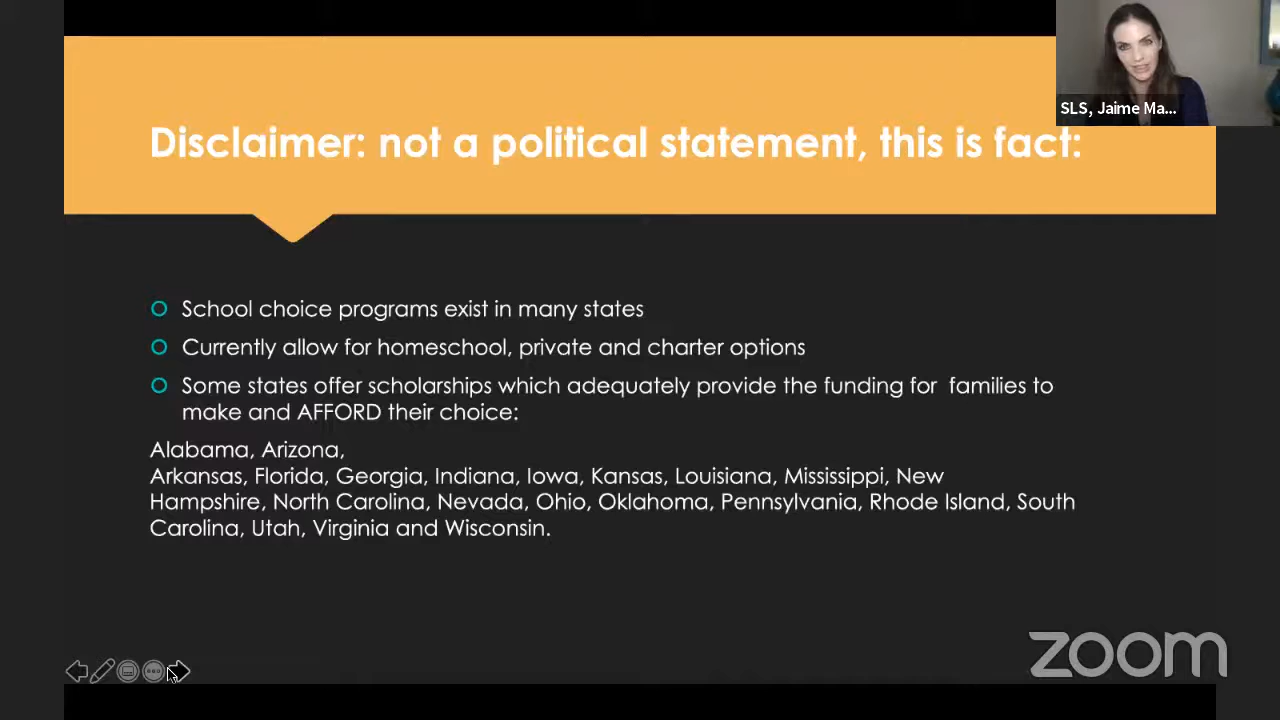 SLS, Jaime Ma...
Disclaimer: not a political statement, this is fact:
School choice programs exist in many states
Currently allow for homeschool, private and charter options
Some states offer scholarships which adequately provide the funding for families to
make and AFFORD their choice:
Alabama, Arizona,
Arkansas, Florida, Georgia, Indiana, Iowa, Kansas, Louisiana, Mississippi, New
Hampshire, North Carolina, Nevada, Ohio, Oklahoma, Pennsylvania, Rhode Island, South
Carolina, Utah, Virginia and Wisconsin.
zoom